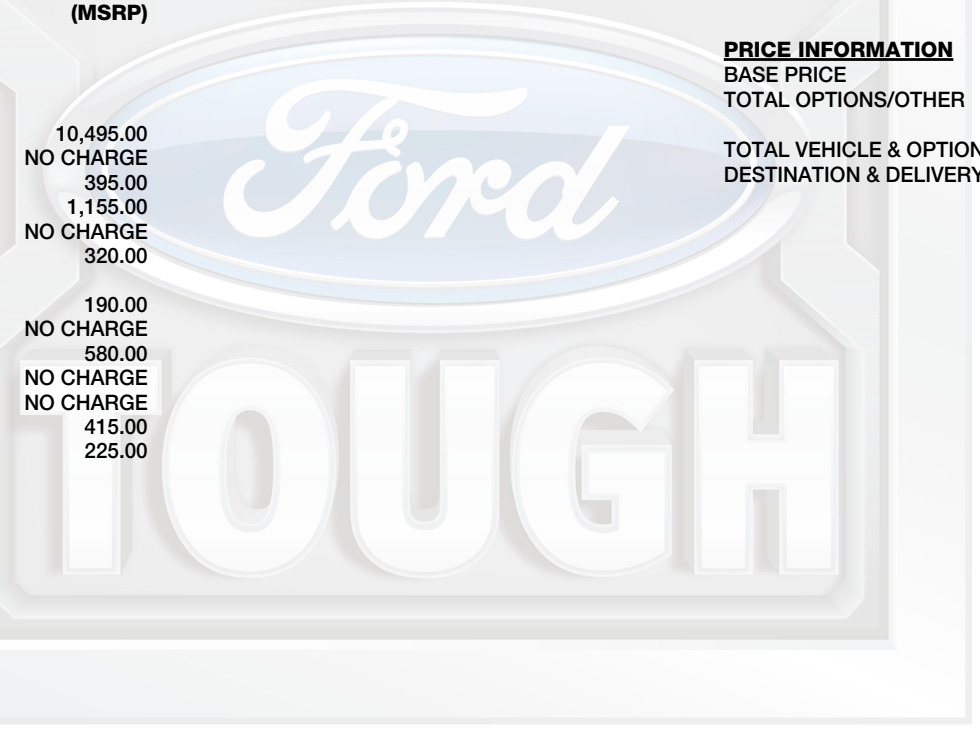 (MSRP)
10,495.00
NO CHARGE
395.00
1,155.00
NO CHARGE
320.00
190.00
NO CHARGE
580.00
NO CHARGE
NO CHARGE
415.00
225.00
PRICE INFORMATION
BASE PRICE
TOTAL OPTIONS/OTHER
TOTAL VEHICLE & OPTION
DESTINATION & DELIVERY
Ford
TOUGH